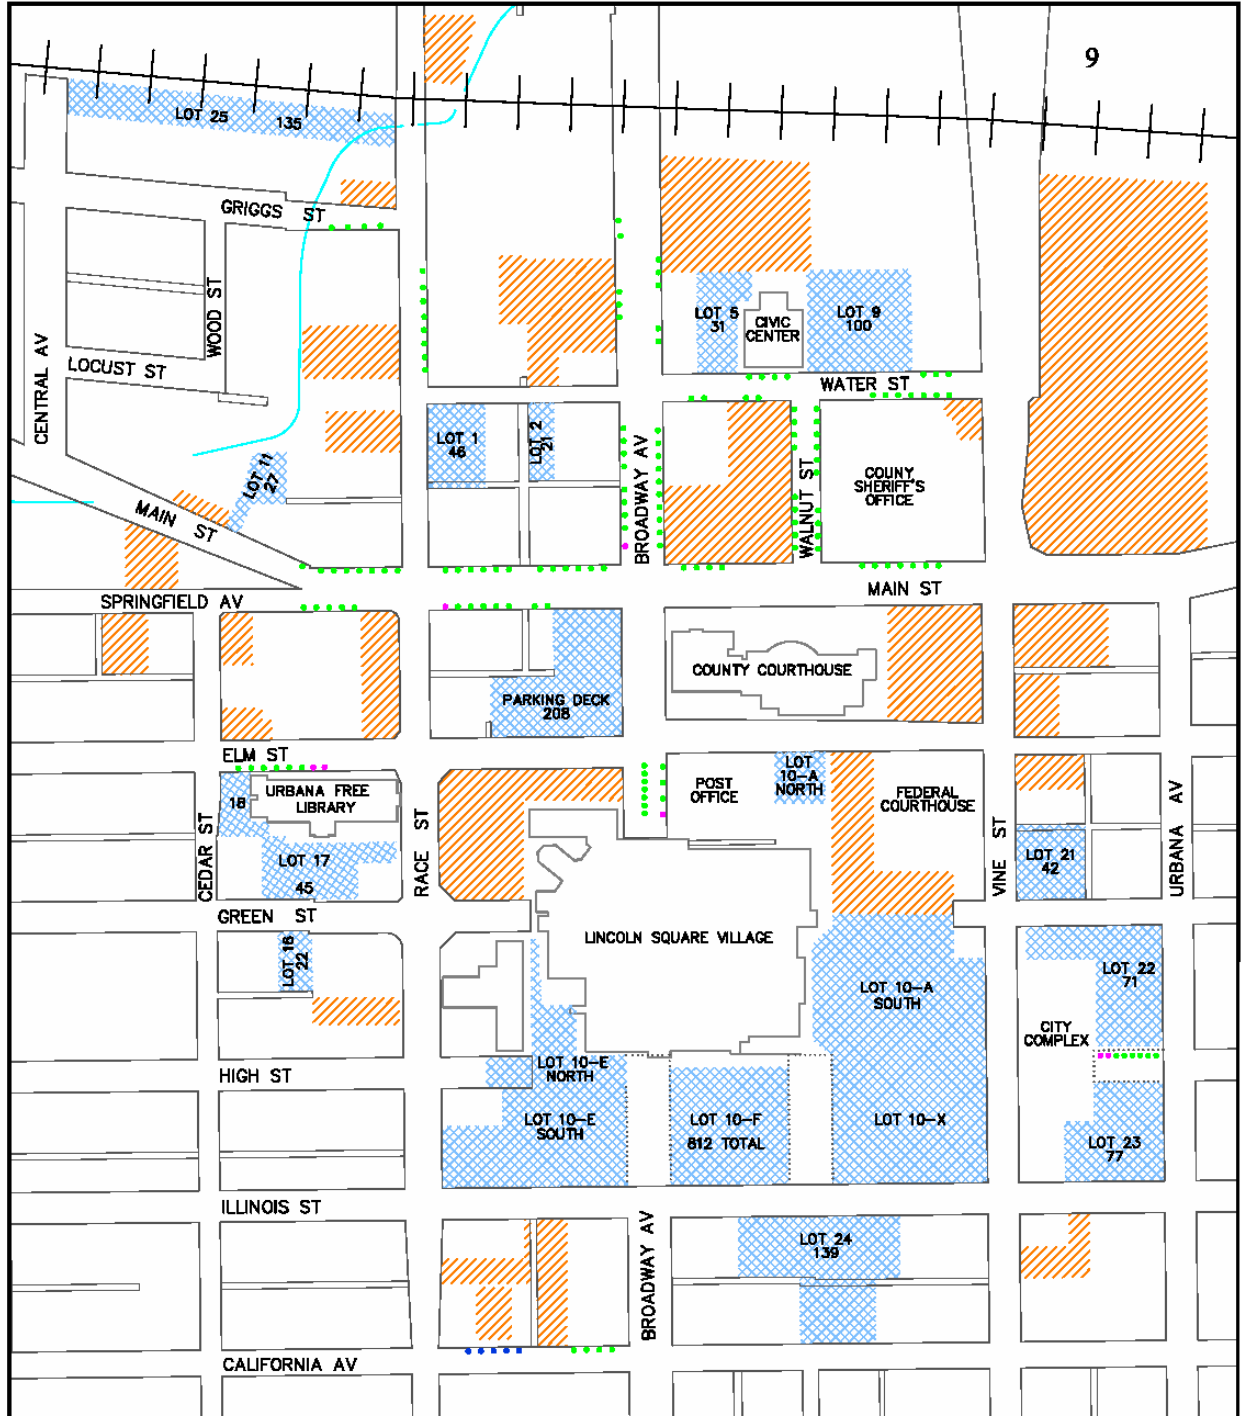 9
LOT 25 135
GRIGGS ST
WOOD ST
CENTRAL AV
LOCUST ST
LOT 5
31
CIVIC
CENTER
LOT 9
100
WATER ST
LOT 1
46
LOT 2
21
BROADWAY AV
WALNUT ST
COUNY
SHERIFF'S
OFFICE
LOT 11
27
MAIN ST
SPRINGFIELD AV
MAIN ST
COUNTY COURTHOUSE
PARKING DECK
208
ELM ST
18
URBANA FREE
LIBRARY
LOT 17
45
CEDAR ST
RACE ST
POST
OFFICE
LOT
10-A
NORTH
FEDERAL
COURTHOUSE
VINE ST
LOT 21
42
URBANA AV
GREEN ST
LOT 16
22
LINCOLN SQUARE VILLAGE
LOT 10-A
SOUTH
LOT 22
71
CITY
COMPLEX
HIGH ST
LOT 10-E
NORTH
LOT 10-E
SOUTH
LOT 10-F
812 TOTAL
LOT 10-X
LOT 23
77
ILLINOIS ST
BROADWAY AV
LOT 24
139
CALIFORNIA AV